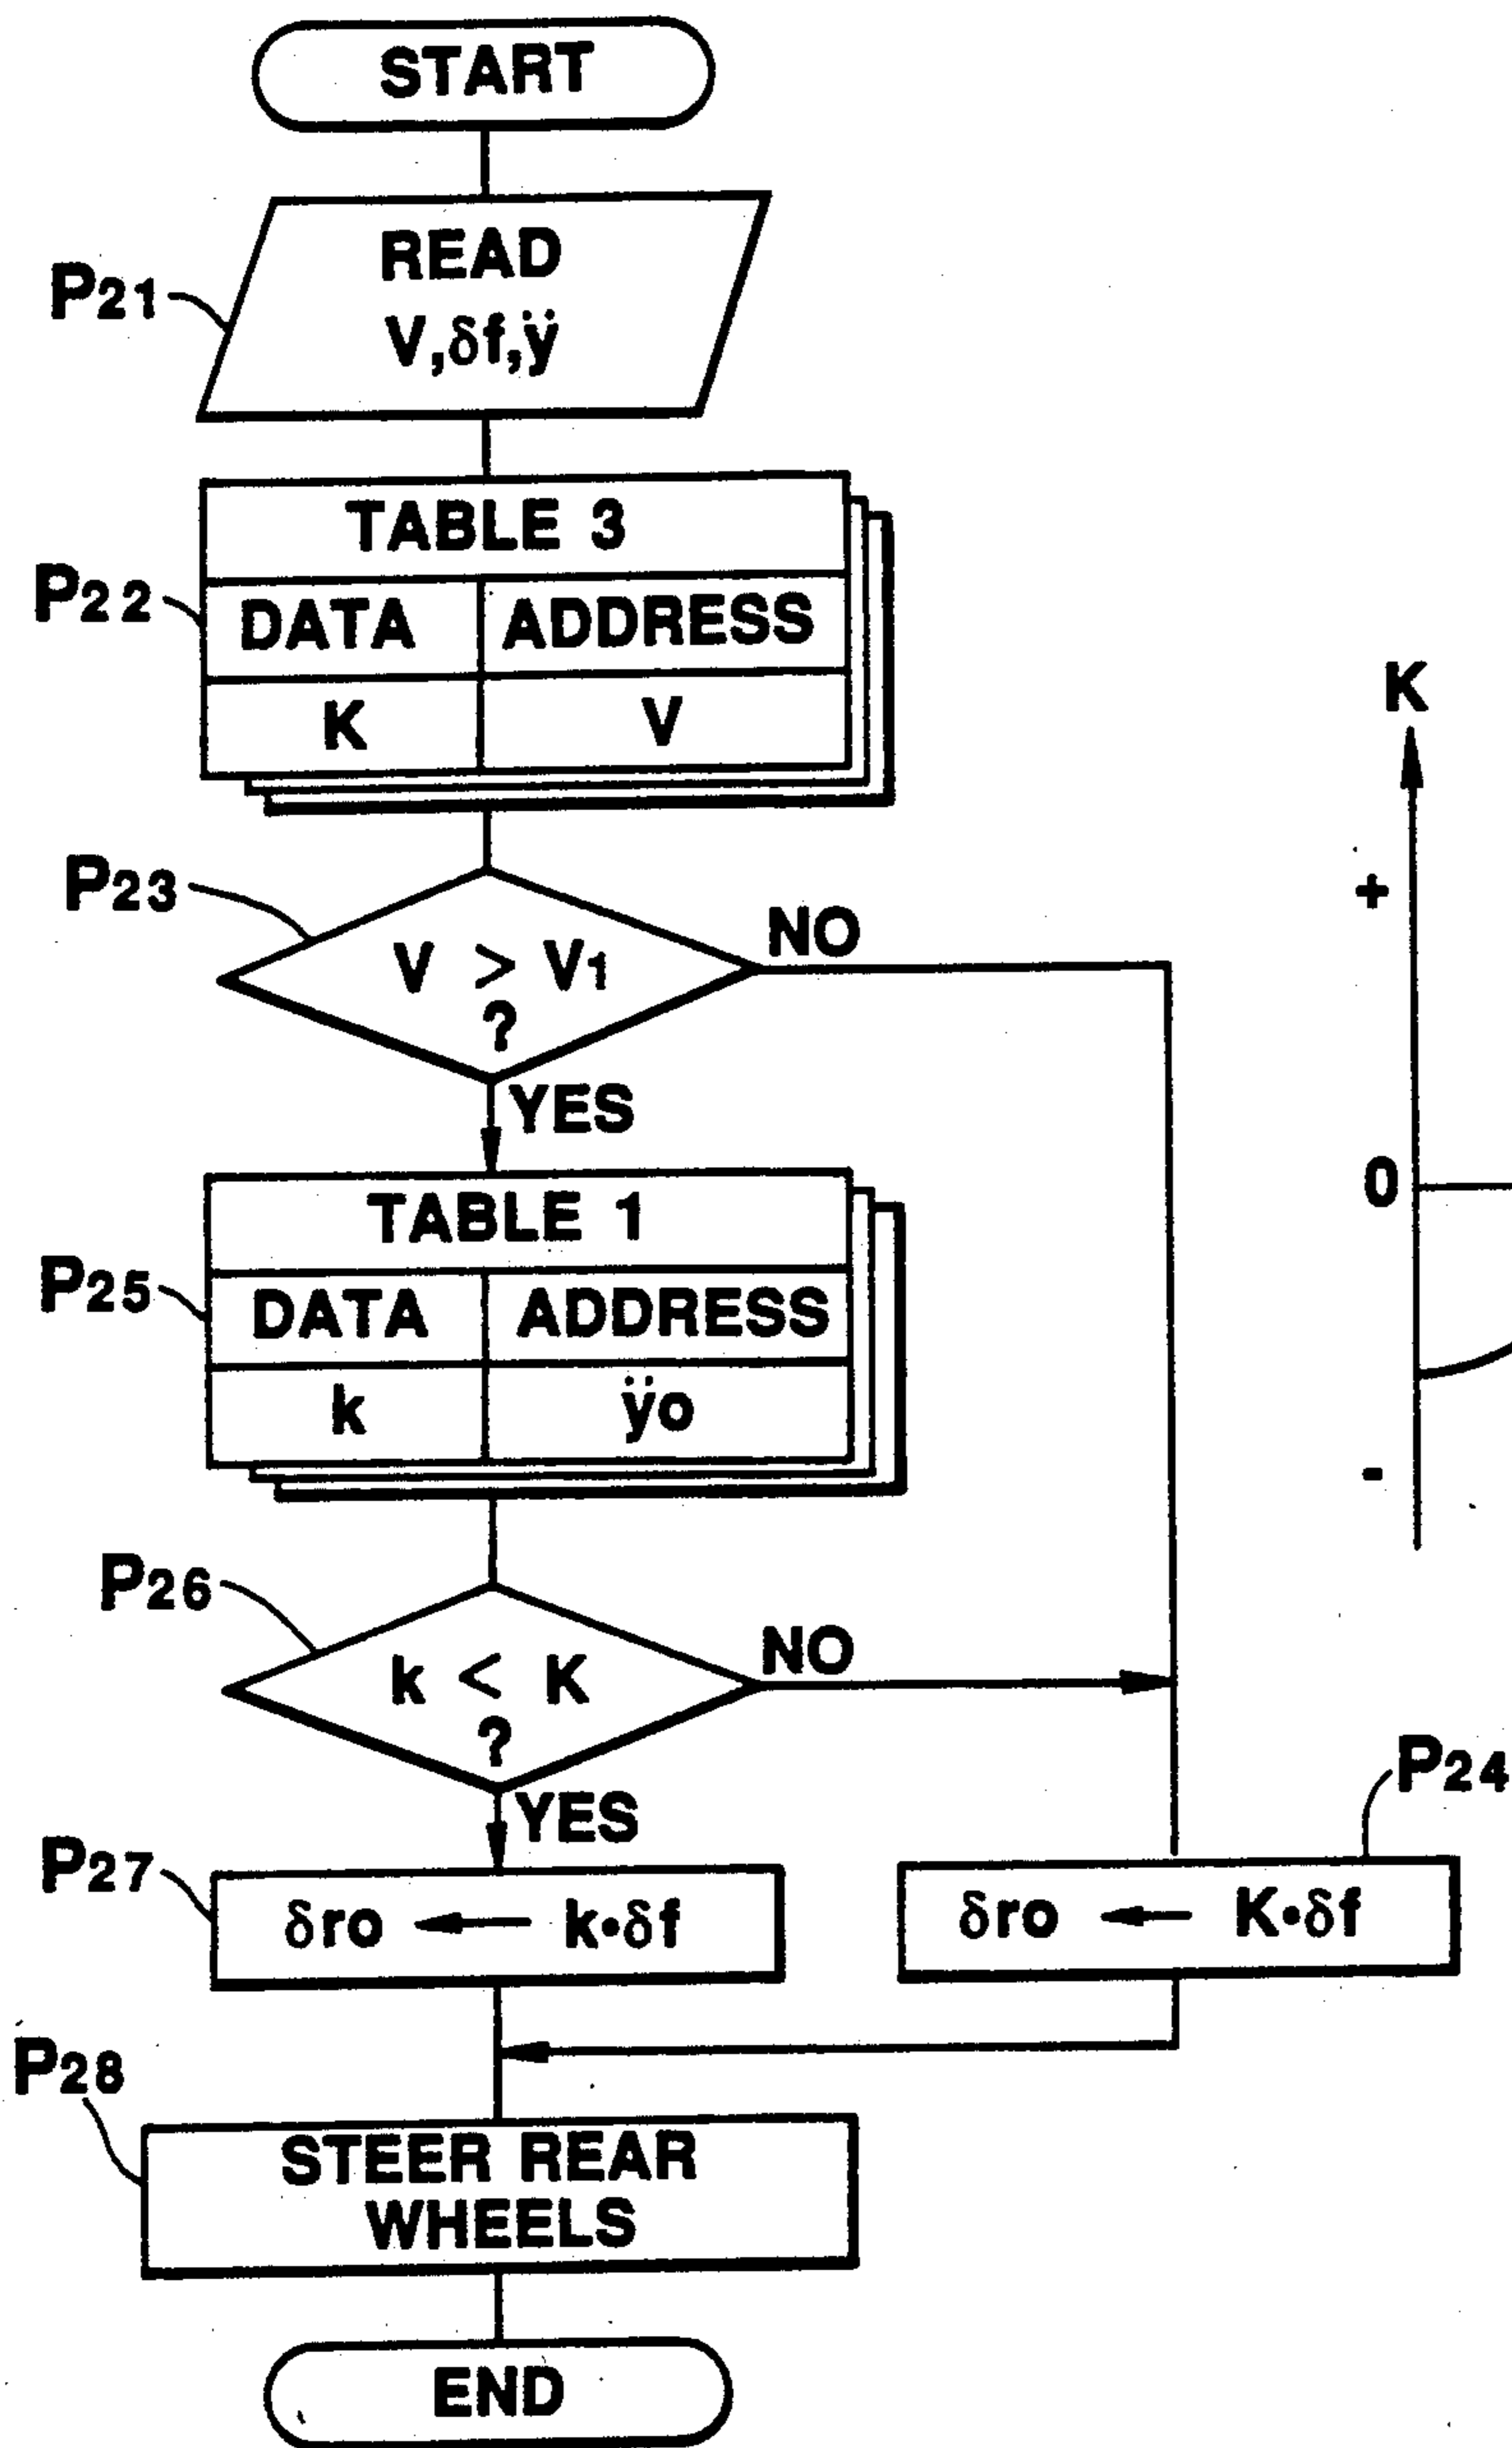 START
P21
READ
V,δf,ÿ
P22
TABLE 3
DATA ADDRESS
K V
P23
V > V1
?
NO
YES
P25
TABLE 1
DATA ADDRESS
k ÿo
P26
k < K
?
NO
YES
P27
δro ← k•δf
P24
δro ← K•δf
P28
STEER REAR
WHEELS
END
K
+
0
-